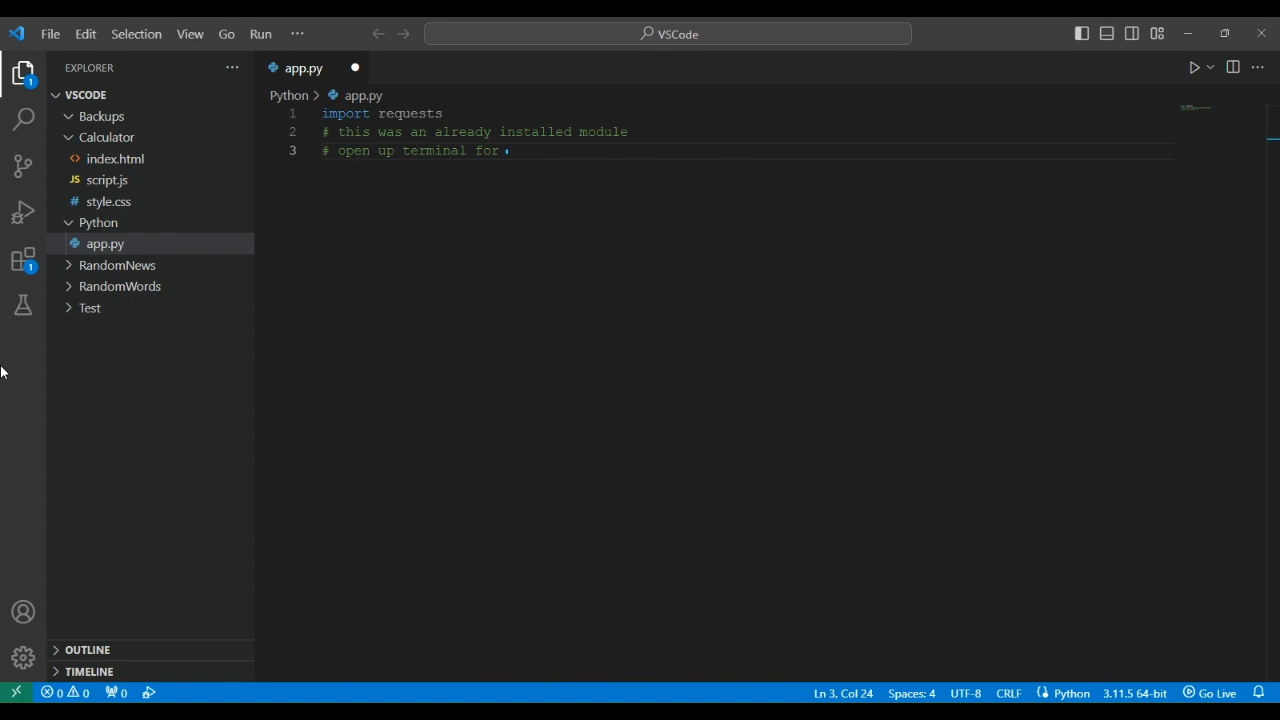 File Edit Selection View Go Run ··· VSCode
EXPLORER ··· app.py
VSCODE
Backups
Calculator
index.html
JS script.js
# style.css
Python
app.py
RandomNews
RandomWords
Test
OUTLINE
TIMELINE
Python > app.py
1 import requests
2 # this was an already installed module
3 # open up terminal for
1
1
0 0 0 Ln 3, Col 24 Spaces: 4 UTF-8 CRLF Python 3.11.5 64-bit Go Live